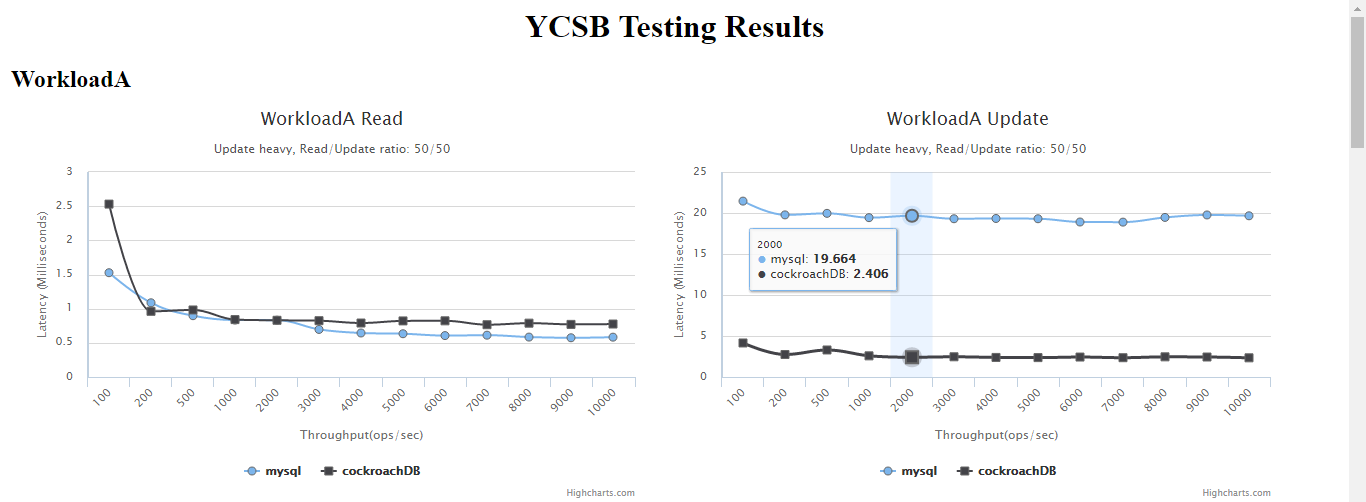 YCSB Testing Results
WorkloadA
WorkloadA Read
Update heavy, Read/Update ratio: 50/50
Latency (Milliseconds)
3
2.5
2
1.5
1
0.5
0
100 200 500 1000 2000 3000 4000 5000 6000 7000 8000 9000 10000
Throughput(ops/sec)
mysql cockroachDB
Highcharts.com
WorkloadA Update
Update heavy, Read/Update ratio: 50/50
Latency (Milliseconds)
25
20
15
10
5
0
2000
mysql: 19.664
cockroachDB: 2.406
100 200 500 1000 2000 3000 4000 5000 6000 7000 8000 9000 10000
Throughput(ops/sec)
mysql cockroachDB
Highcharts.com